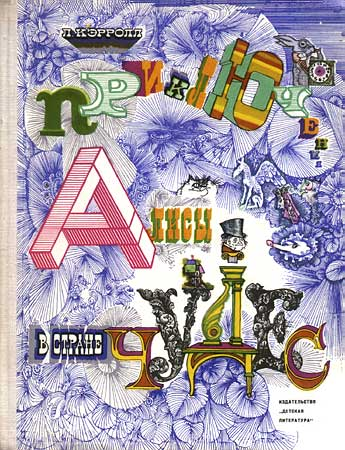 Л.КЭРРОЛЛ
ПРИКЛЮЧЕНИЯ
АЛИСЫ
В СТРАНЕ
ЧУДЕС
ИЗДАТЕЛЬСТВО
„ДЕТСКАЯ
ЛИТЕРАТУРА"